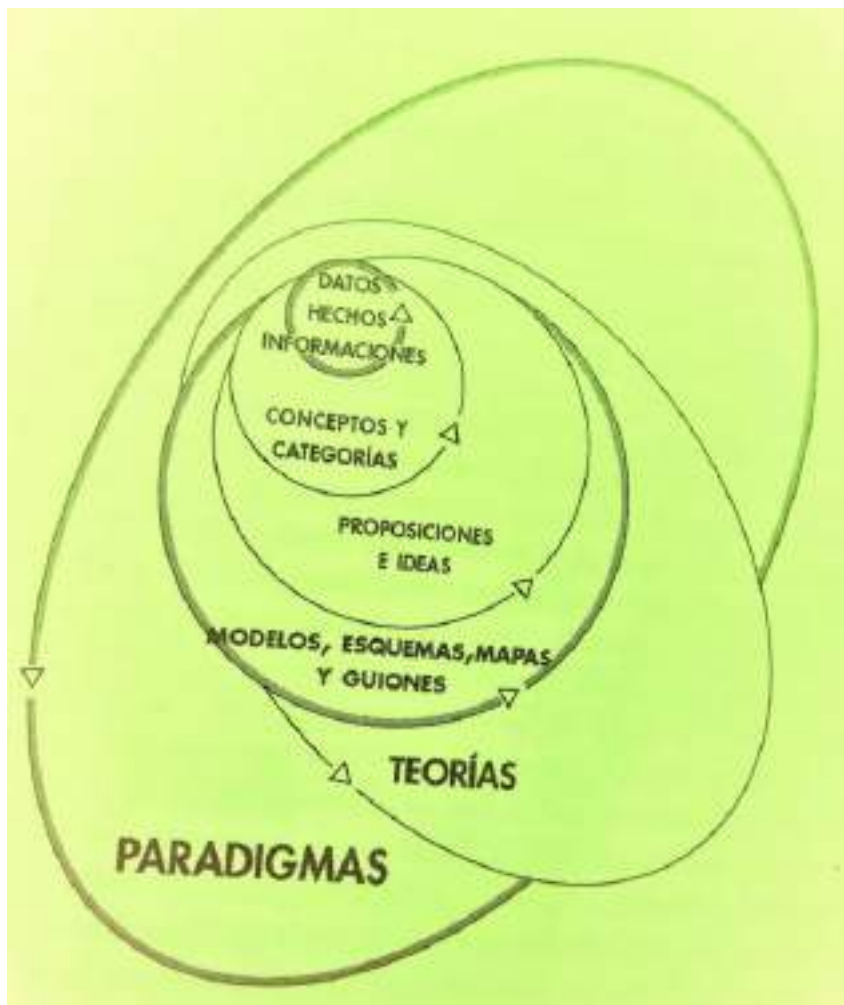 DATOS
HECHOS
INFORMACIONES
CONCEPTOS Y
CATEGORÍAS
PROPOSICIONES
E IDEAS
MODELOS, ESQUEMAS, MAPAS
Y GUIONES
TEORÍAS
PARADIGMAS